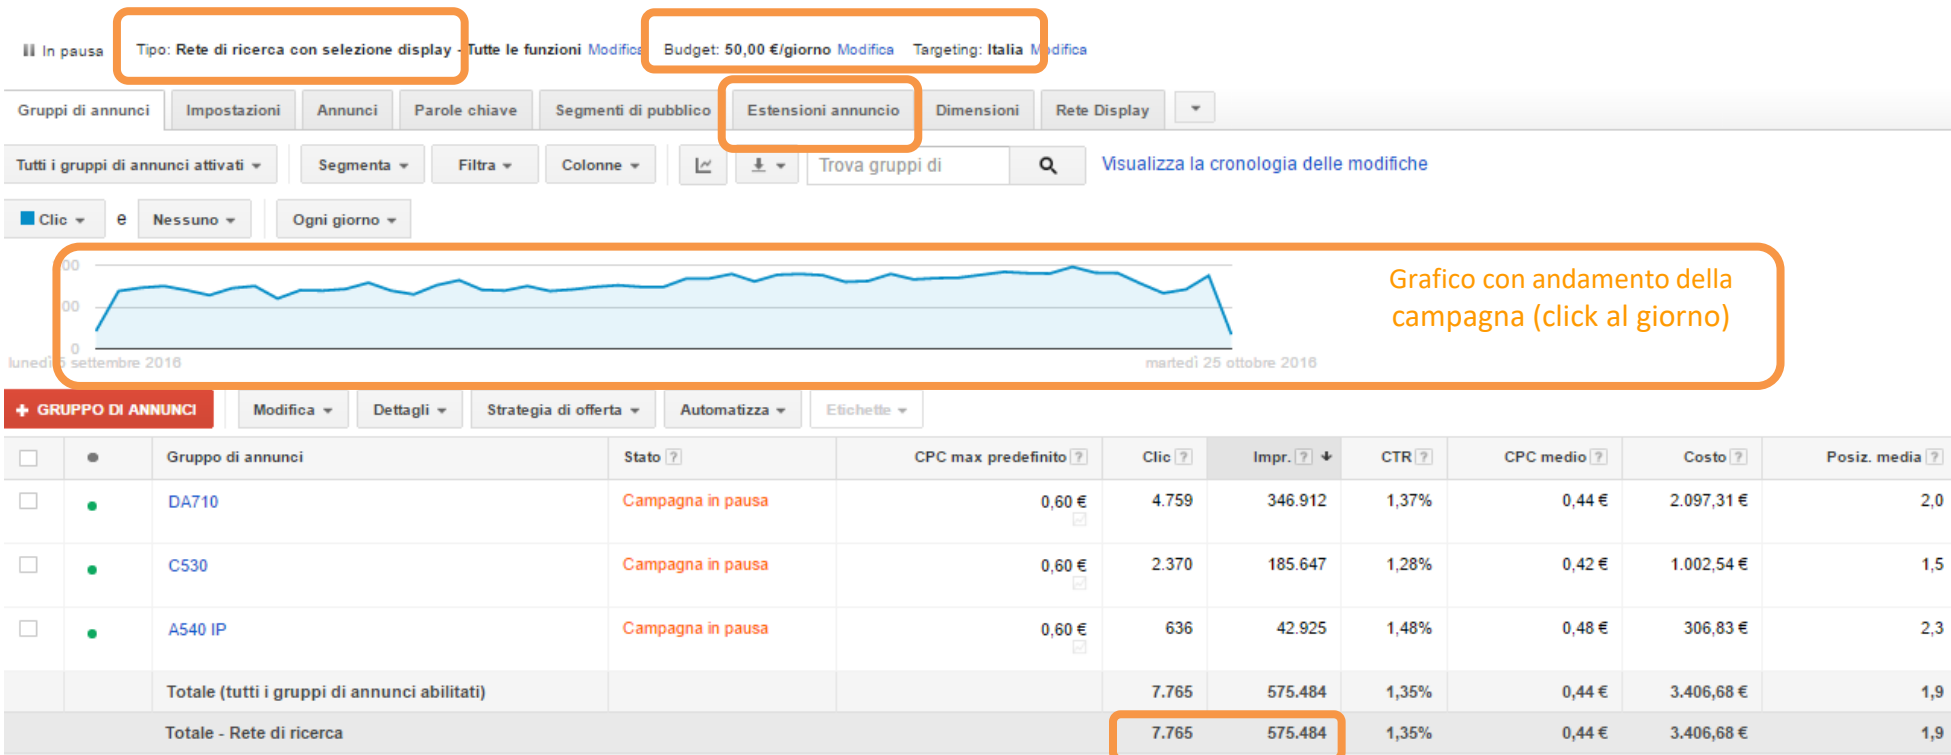 In pausa Tipo: Rete di ricerca con selezione display - Tutte le funzioni Modifica Budget: 50,00 €/giorno Modifica Targeting: Italia Modifica
Gruppi di annunci Impostazioni Annunci Parole chiave Segmenti di pubblico Estensioni annuncio Dimensioni Rete Display
Tutti i gruppi di annunci attivati Segmenta Filtra Colonne Trova gruppi di Visualizza la cronologia delle modifiche
Clic e Nessuno Ogni giorno
Grafico con andamento della
campagna (click al giorno)
00
00
0
lunedì 5 settembre 2016 martedì 25 ottobre 2016
+ GRUPPO DI ANNUNCI Modifica Dettagli Strategia di offerta Automatizza Etichette
Gruppo di annunci Stato ? CPC max predefinito ? Clic ? Impr. ? CTR ? CPC medio ? Costo ? Posiz. media ?
DA710 Campagna in pausa 0,60 € 4.759 346.912 1,37% 0,44 € 2.097,31 € 2,0
C530 Campagna in pausa 0,60 € 2.370 185.647 1,28% 0,42 € 1.002,54 € 1,5
A540 IP Campagna in pausa 0,60 € 636 42.925 1,48% 0,48 € 306,83 € 2,3
Totale (tutti i gruppi di annunci abilitati) 7.765 575.484 1,35% 0,44 € 3.406,68 € 1,9
Totale - Rete di ricerca 7.765 575.484 1,35% 0,44 € 3.406,68 € 1,9